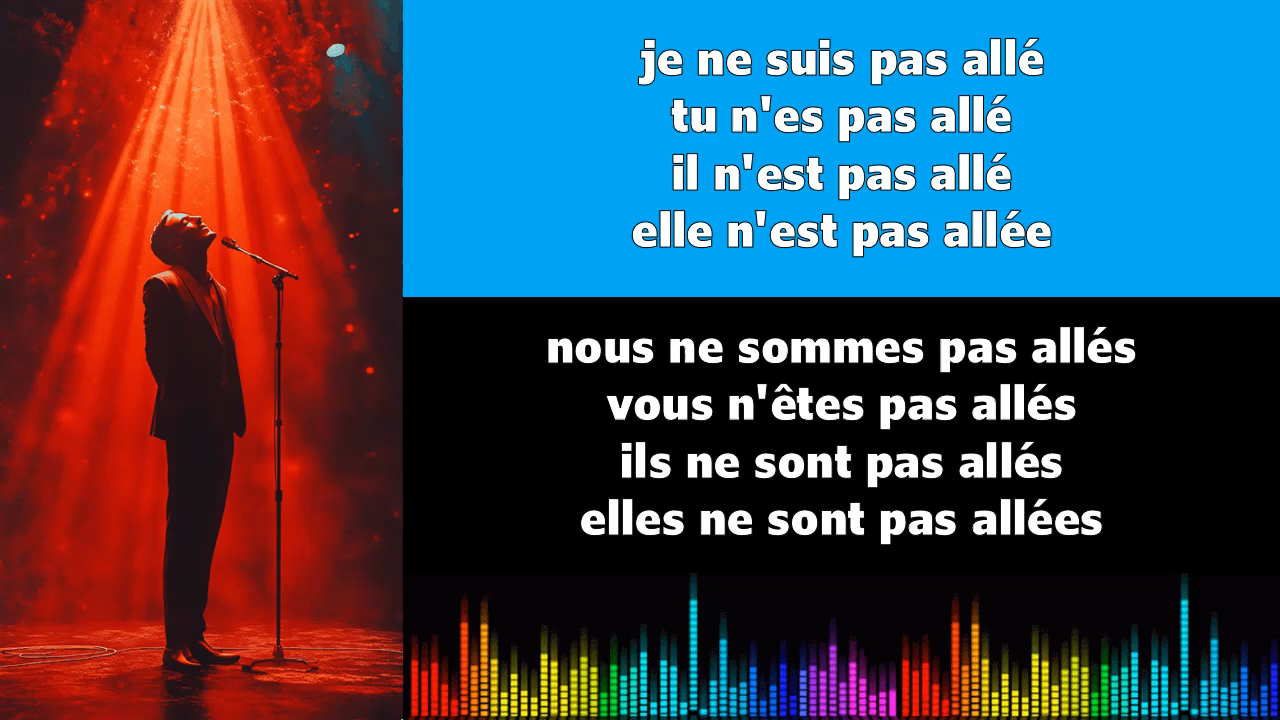 je ne suis pas allé
tu n'es pas allé
il n'est pas allé
elle n'est pas allée
nous ne sommes pas allés
vous n'êtes pas allés
ils ne sont pas allés
elles ne sont pas allées